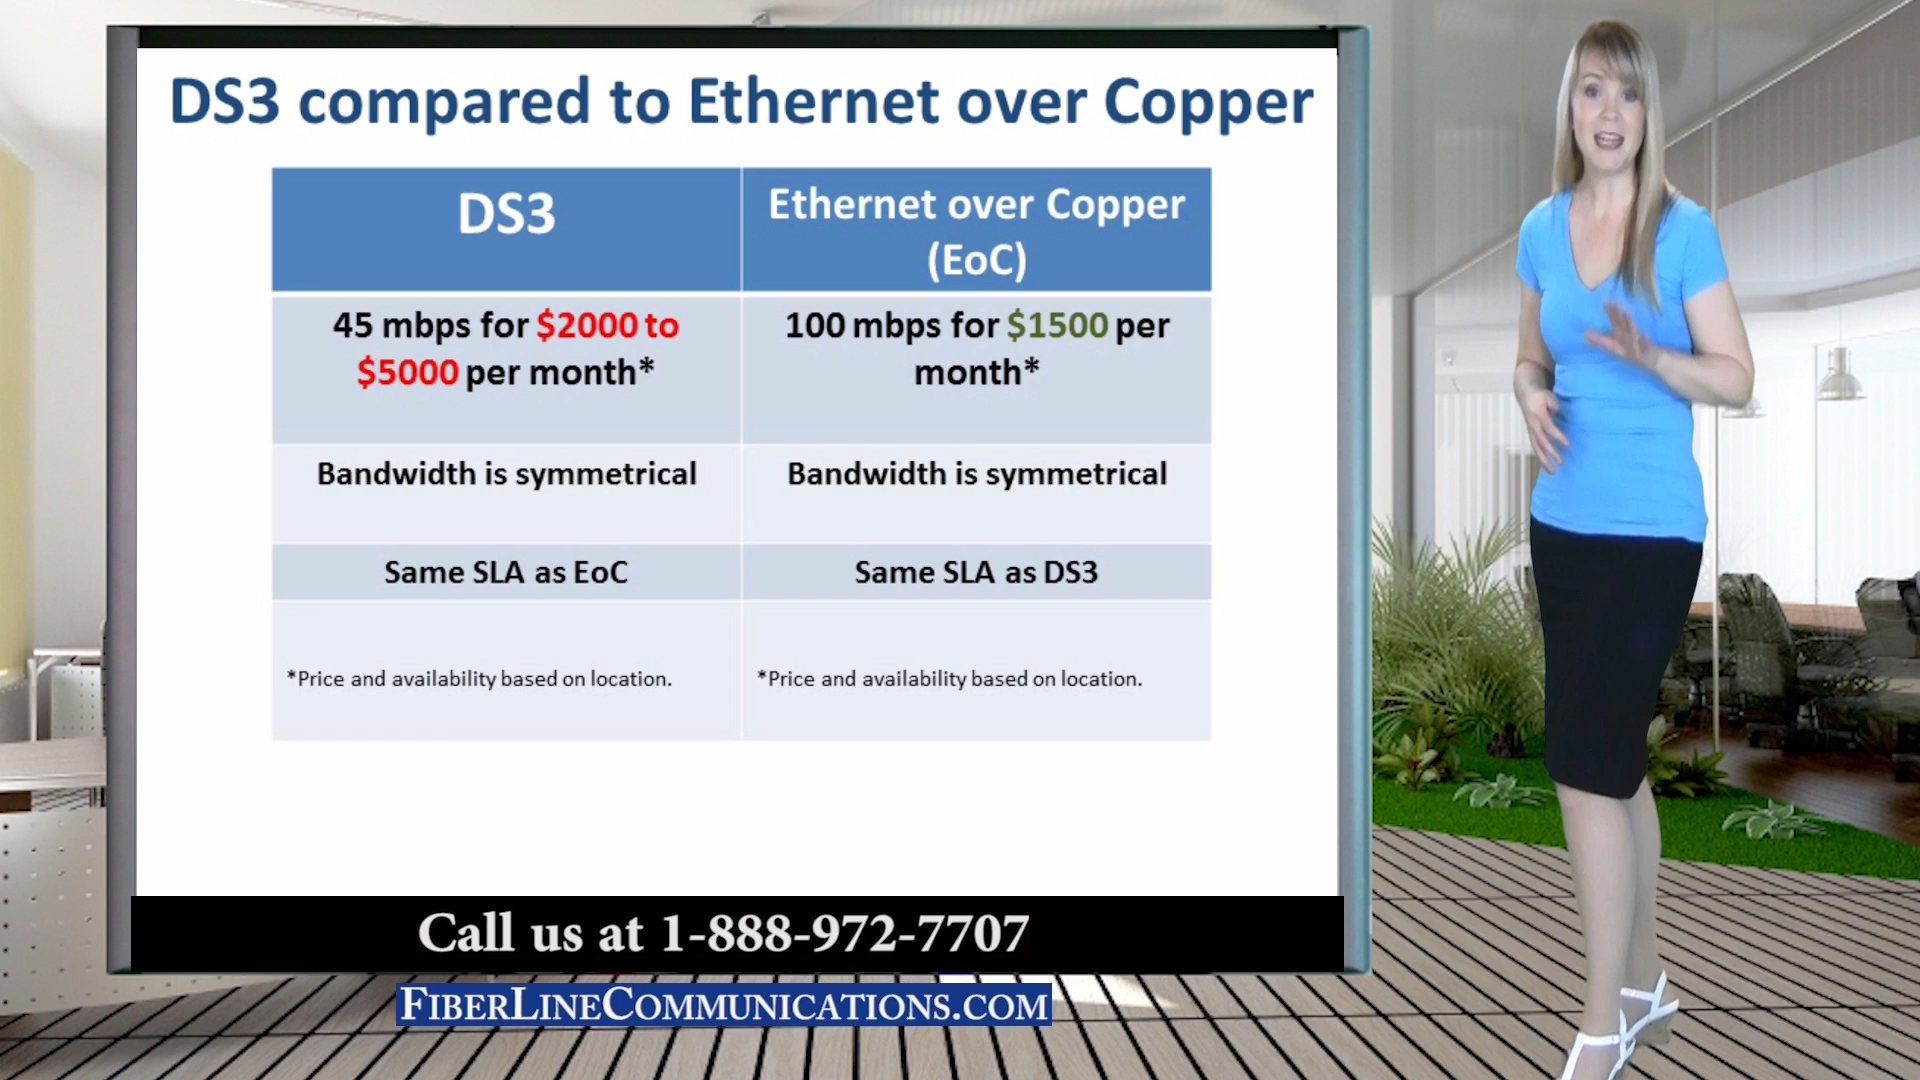 DS3 compared to Ethernet over Copper
DS3
Ethernet over Copper
(EoC)
45 mbps for $2000 to
$5000 per month*
100 mbps for $1500 per
month*
Bandwidth is symmetrical
Bandwidth is symmetrical
Same SLA as EoC
Same SLA as DS3
*Price and availability based on location.
*Price and availability based on location.
Call us at 1-888-972-7707
FIBERLINECOMMUNICATIONS.COM